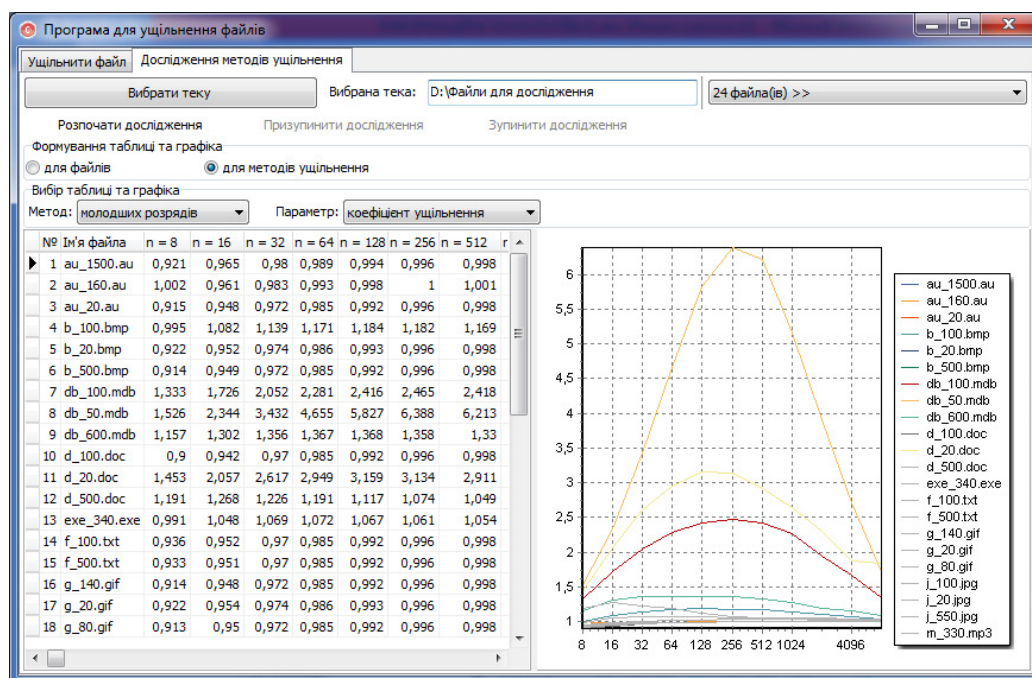 Програма для ущільнення файлів
Ущільнити файл Дослідження методів ущільнення
Вибрати теку Вибрана тека: D:\Файли для дослідження 24 файла(ів) >>
Розпочати дослідження Призупинити дослідження Зупинити дослідження
Формування таблиці та графіка
для файлів для методів ущільнення
Вибір таблиці та графіка
Метод: молодших розрядів Параметр: коефіцієнт ущільнення
№ Ім'я файла n = 8 n = 16 n = 32 n = 64 n = 128 n = 256 n = 512 r
1 au_1500.au 0,921 0,965 0,98 0,989 0,994 0,996 0,998
2 au_160.au 1,002 0,961 0,983 0,993 0,998 1 1,001
3 au_20.au 0,915 0,948 0,972 0,985 0,992 0,996 0,998
4 b_100.bmp 0,995 1,082 1,139 1,171 1,184 1,182 1,169
5 b_20.bmp 0,922 0,952 0,974 0,986 0,993 0,996 0,998
6 b_500.bmp 0,914 0,949 0,972 0,985 0,992 0,996 0,998
7 db_100.mdb 1,333 1,726 2,052 2,281 2,416 2,465 2,418
8 db_50.mdb 1,526 2,344 3,432 4,655 5,827 6,388 6,213
9 db_600.mdb 1,157 1,302 1,356 1,367 1,368 1,358 1,33
10 d_100.doc 0,9 0,942 0,97 0,985 0,992 0,996 0,998
11 d_20.doc 1,453 2,057 2,617 2,949 3,159 3,134 2,911
12 d_500.doc 1,191 1,268 1,226 1,191 1,117 1,074 1,049
13 exe_340.exe 0,991 1,048 1,069 1,072 1,067 1,061 1,054
14 f_100.txt 0,936 0,952 0,97 0,985 0,992 0,996 0,998
15 f_500.txt 0,933 0,951 0,97 0,985 0,992 0,996 0,998
16 g_140.gif 0,914 0,948 0,972 0,985 0,992 0,996 0,998
17 g_20.gif 0,922 0,954 0,974 0,986 0,993 0,996 0,998
18 g_80.gif 0,913 0,95 0,972 0,985 0,992 0,996 0,998
6
5,5
5
4,5
4
3,5
3
2,5
2
1,5
1
8 16 32 64 128 256 512 1024 4096
au_1500.au
au_160.au
au_20.au
b_100.bmp
b_20.bmp
b_500.bmp
db_100.mdb
db_50.mdb
db_600.mdb
d_100.doc
d_20.doc
d_500.doc
exe_340.exe
f_100.txt
f_500.txt
g_140.gif
g_20.gif
g_80.gif
j_100.jpg
j_20.jpg
j_550.jpg
m_330.mp3